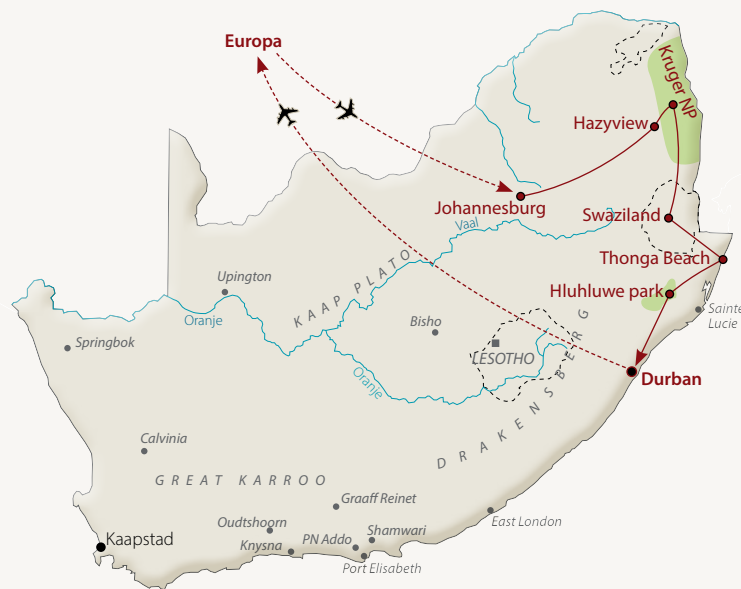 Europa
Kruger NP
Hazyview
Johannesburg
Swaziland
Vaal
Thonga Beach
KAAP PLATO
Upington
Hluhluwe park
Sainte
Lucie
Oranje
Bisho
Springbok
LESOTHO
Oranje
Durban
DRAKENSBERG
Calvinia
GREAT KARROO
Graaff Reinet
Oudtshoorn
East London
Shamwari
Kaapstad
PN Addo
Knysna
Port Elisabeth